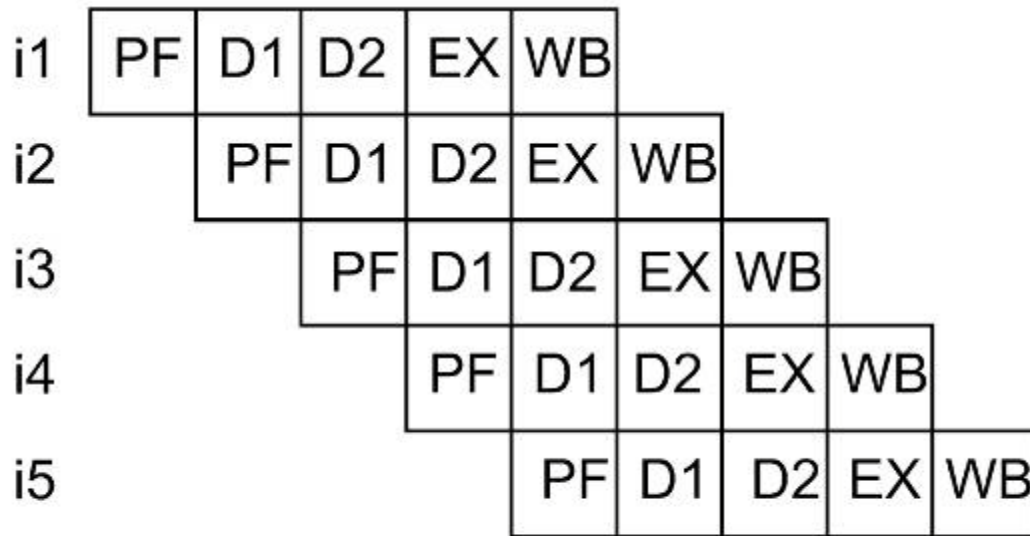 i1 PF D1 D2 EX WB
i2 PF D1 D2 EX WB
i3 PF D1 D2 EX WB
i4 PF D1 D2 EX WB
i5 PF D1 D2 EX WB